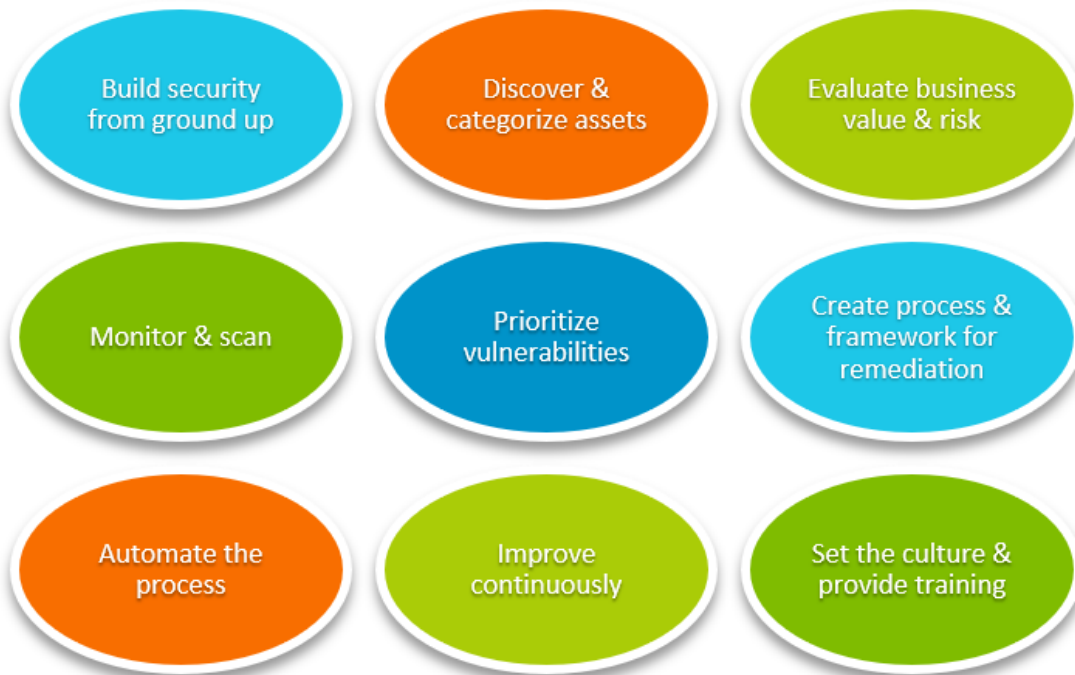 Build security
from ground up
Discover &
categorize assets
Evaluate business
value & risk
Monitor & scan
Prioritize
vulnerabilities
Create process &
framework for
remediation
Automate the
process
Improve
continuously
Set the culture &
provide training